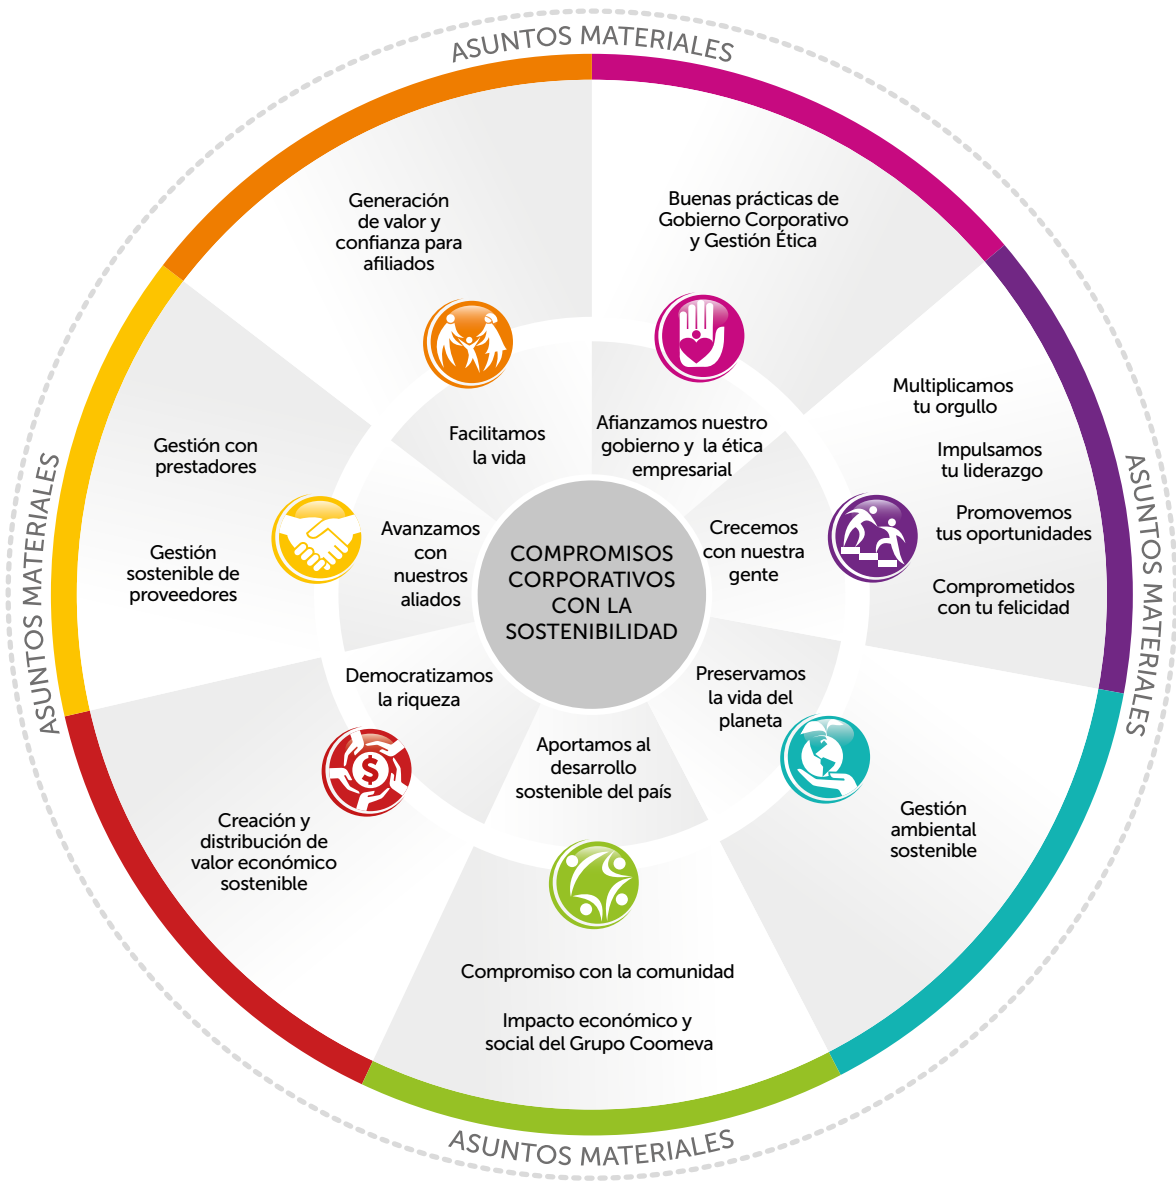 ASUNTOS MATERIALES
Generación
de valor y
confianza para
afiliados
Buenas prácticas de
Gobierno Corporativo
y Gestión Ética
Multiplicamos
tu orgullo
Impulsamos
tu liderazgo
Promovemos
tus oportunidades
Comprometidos
con tu felicidad
ASUNTOS MATERIALES
Gestión con
prestadores
Gestión
sostenible de
proveedores
ASUNTOS MATERIALES
Facilitamos
la vida
Afianzamos nuestro
gobierno y la ética
empresarial
Avanzamos
con
nuestros
aliados
COMPROMISOS
CORPORATIVOS
CON LA
SOSTENIBILIDAD
Crecemos
con nuestra
gente
Democratizamos
la riqueza
$
Aportamos al
desarrollo
sostenible del país
Preservamos
la vida del
planeta
Creación y
distribución de
valor económico
sostenible
Gestión
ambiental
sostenible
Compromiso con la comunidad
Impacto económico y
social del Grupo Coomeva
ASUNTOS MATERIALES